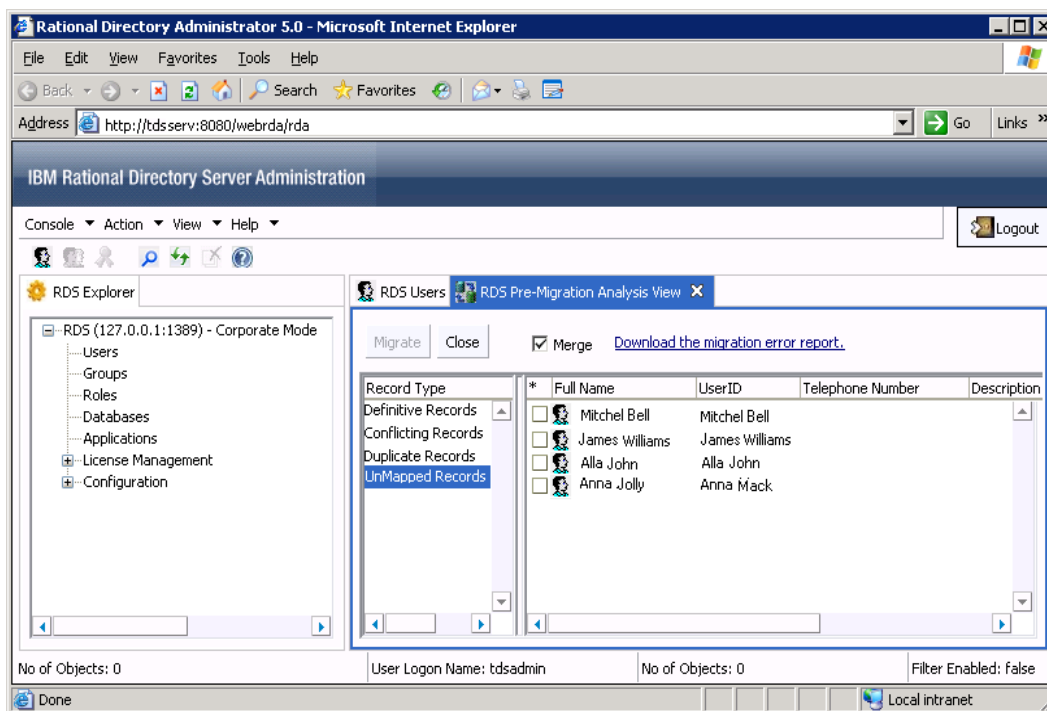 Rational Directory Administrator 5.0 - Microsoft Internet Explorer
File Edit View Favorites Tools Help
Back Search Favorites
Address http://tdsserv:8080/webrda/rda Go Links »
IBM Rational Directory Server Administration
Console Action View Help
Logout
RDS Explorer
RDS Users RDS Pre-Migration Analysis View
RDS (127.0.0.1:1389) - Corporate Mode
Users
Groups
Roles
Databases
Applications
License Management
Configuration
Migrate Close Merge Download the migration error report.
Record Type
Definitive Records
Conflicting Records
Duplicate Records
UnMapped Records
* Full Name UserID Telephone Number Description
Mitchel Bell Mitchel Bell
James Williams James Williams
Alla John Alla John
Anna Jolly Anna Mack
No of Objects: 0 User Logon Name: tdsadmin No of Objects: 0 Filter Enabled: false
Done Local intranet